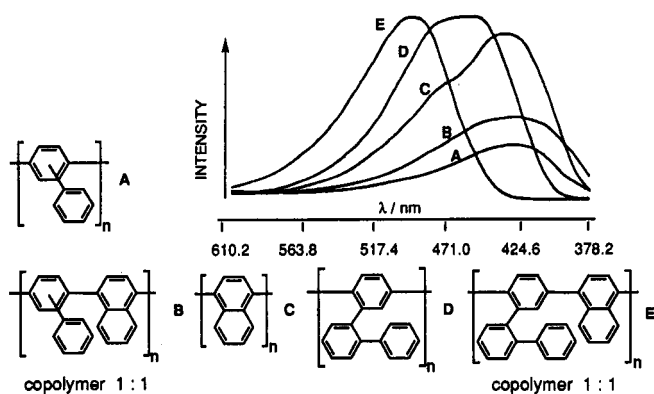 E
D
C
B
A
INTENSITY
λ / nm
610.2 563.8 517.4 471.0 424.6 378.2
n A
n B
n C
n D
n E
copolymer 1 : 1
copolymer 1 : 1